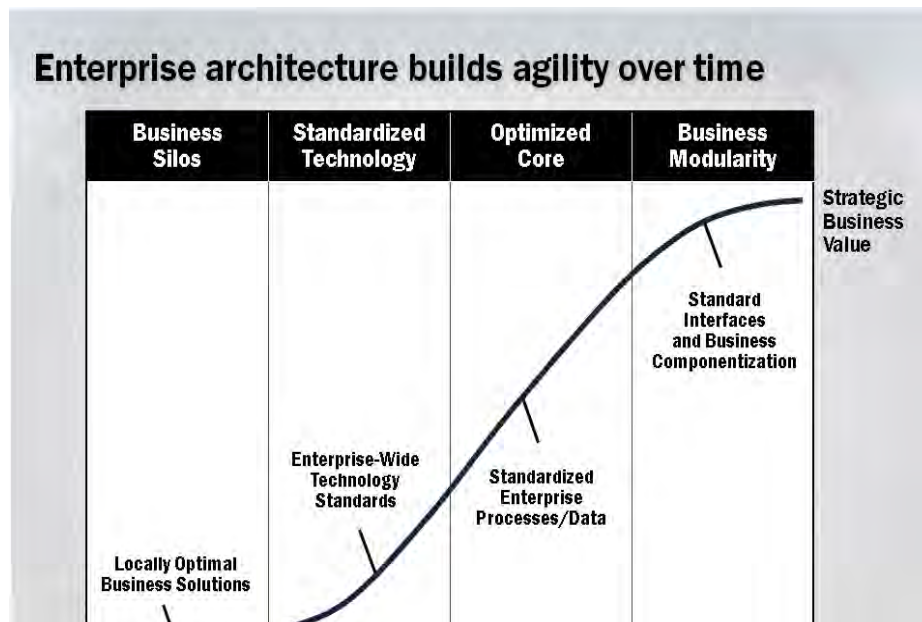 Enterprise architecture builds agility over time
Business
Silos
Standardized
Technology
Optimized
Core
Business
Modularity
Strategic
Business
Value
Standard
Interfaces
and Business
Componentization
Enterprise-Wide
Technology
Standards
Standardized
Enterprise
Processes/Data
Locally Optimal
Business Solutions